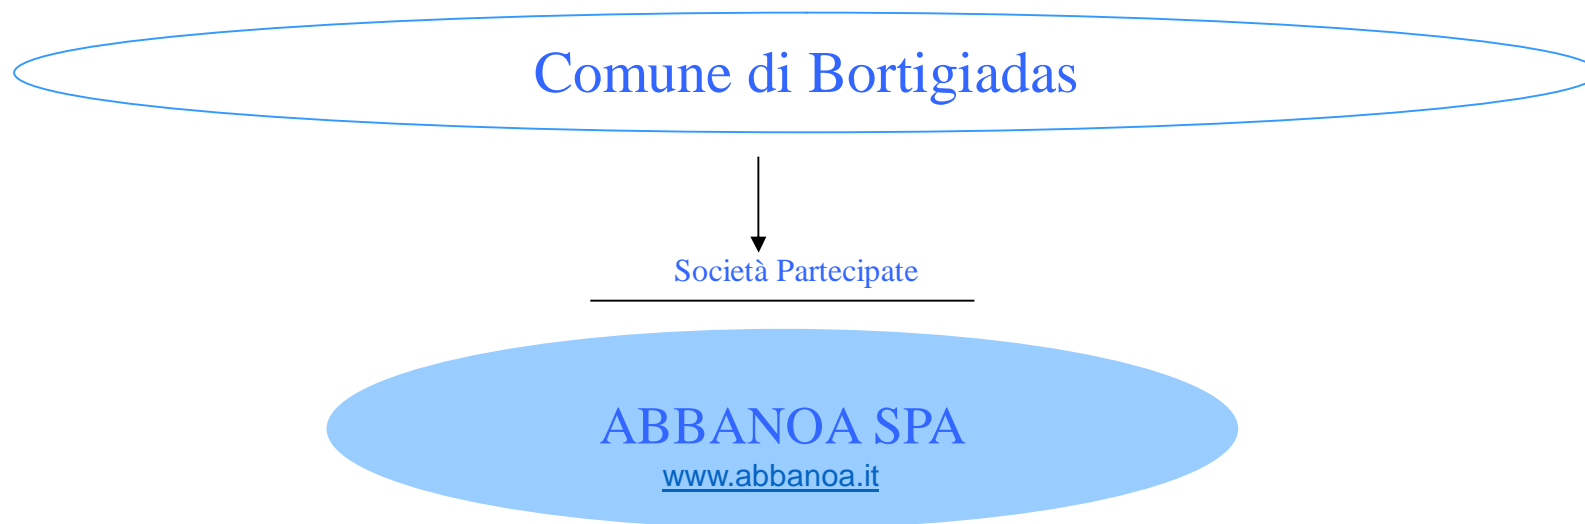 Comune di Bortigiadas
Società Partecipate
ABBANOA SPA
www.abbanoa.it